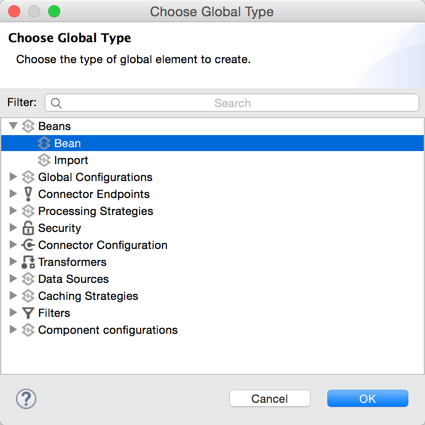 Choose Global Type
Choose Global Type
Choose the type of global element to create.
Filter: Search
Beans
Bean
Import
Global Configurations
Connector Endpoints
Processing Strategies
Security
Connector Configuration
Transformers
Data Sources
Caching Strategies
Filters
Component configurations
? Cancel OK